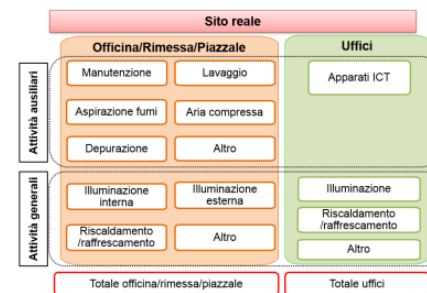 Sito reale
Officina/Rimessa/Piazzale
Uffici
Attività ausiliari
Manutenzione
Lavaggio
Apparati ICT
Aspirazione fumi
Aria compressa
Depurazione
Altro
Attività generali
Illuminazione
interna
Illuminazione
esterna
Illuminazione
Riscaldamento
/raffrescamento
Altro
Riscaldamento
/raffrescamento
Altro
Totale officina/rimessa/piazzale
Totale uffici